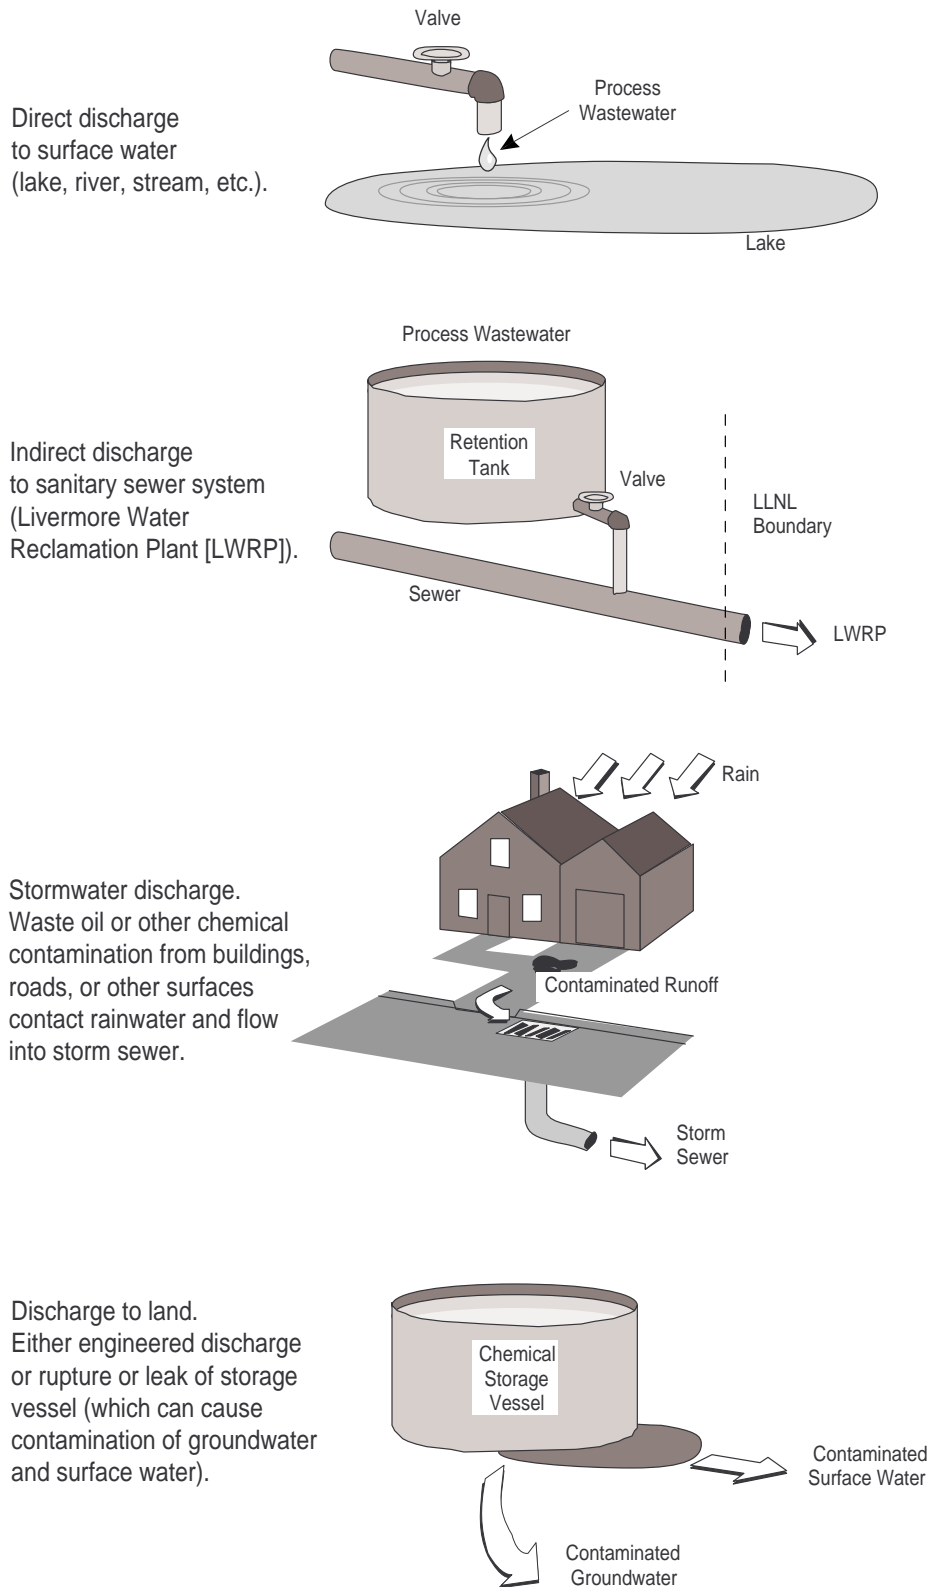 Valve
Process
Wastewater
Direct discharge
to surface water
(lake, river, stream, etc.).
Lake
Process Wastewater
Retention
Tank
Valve
LLNL
Boundary
Indirect discharge
to sanitary sewer system
(Livermore Water
Reclamation Plant [LWRP]).
Sewer
LWRP
Rain
Stormwater discharge.
Waste oil or other chemical
contamination from buildings,
roads, or other surfaces
contact rainwater and flow
into storm sewer.
Contaminated Runoff
Storm
Sewer
Discharge to land.
Either engineered discharge
or rupture or leak of storage
vessel (which can cause
contamination of groundwater
and surface water).
Chemical
Storage
Vessel
Contaminated
Surface Water
Contaminated
Groundwater